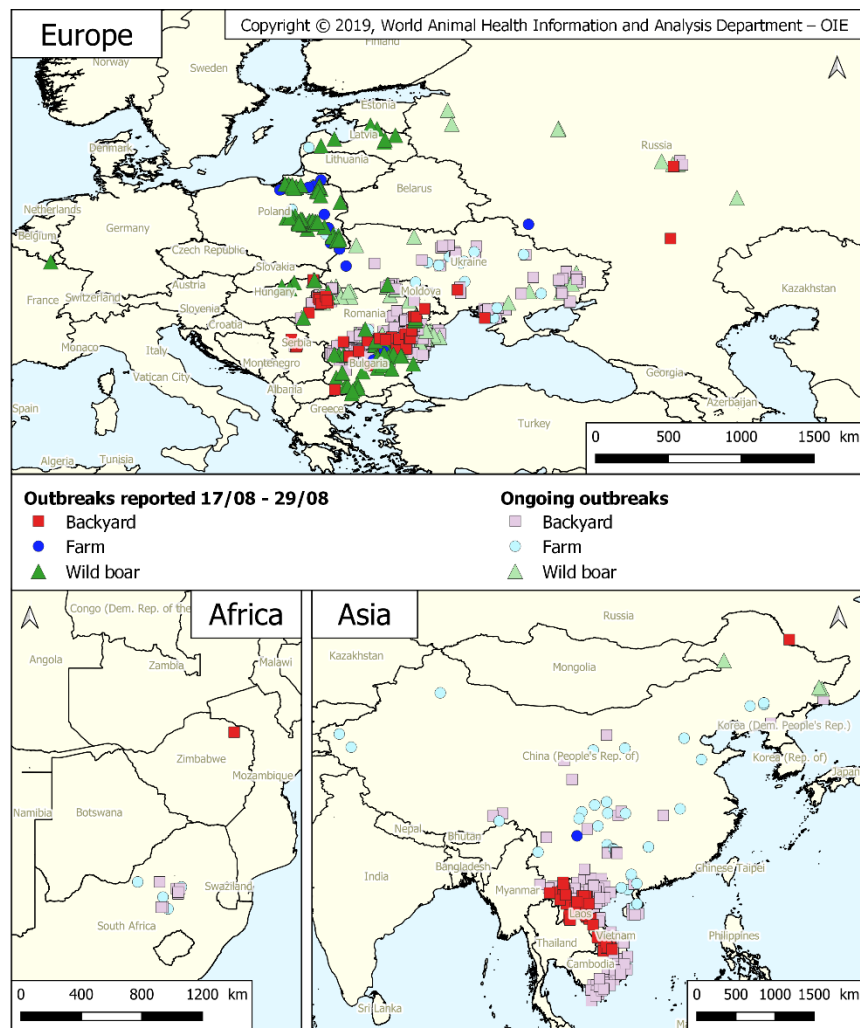 Europe
Copyright © 2019, World Animal Health Information and Analysis Department – OIE
Norway
Sweden
Finland
Estonia
Latvia
Russia
Denmark
Lithuania
Belarus
Netherlands
Poland
Germany
Belgium
Czech Republic
Ukraine
Slovakia
Kazakhstan
Austria
Moldova
France
Switzerland
Hungary
Slovenia
Romania
Croatia
Monaco
Italy
Serbia
Montenegro
Bulgaria
Georgia
Vatican City
Albania
Azerbaijan
Spain
Greece
Turkey
Algeria
Tunisia
0 500 1000 1500 km
Outbreaks reported 17/08 - 29/08
Backyard
Farm
Wild boar
Ongoing outbreaks
Backyard
Farm
Wild boar
Africa
Congo (Dem. Rep. of the
Angola
Zambia
Malawi
Zimbabwe
Mozambique
Namibia
Botswana
Swaziland
South Africa
0 400 800 1200 km
Asia
Russia
Kazakhstan
Mongolia
Korea (Dem. People's Rep.)
China (People's Rep. of)
Korea (Rep. of)
Japan
Nepal
Bhutan
Bangladesh
India
Chinese Taipei
Myanmar
Laos
Vietnam
Thailand
Philippines
Cambodia
Sri Lanka
0 500 1000 1500 km